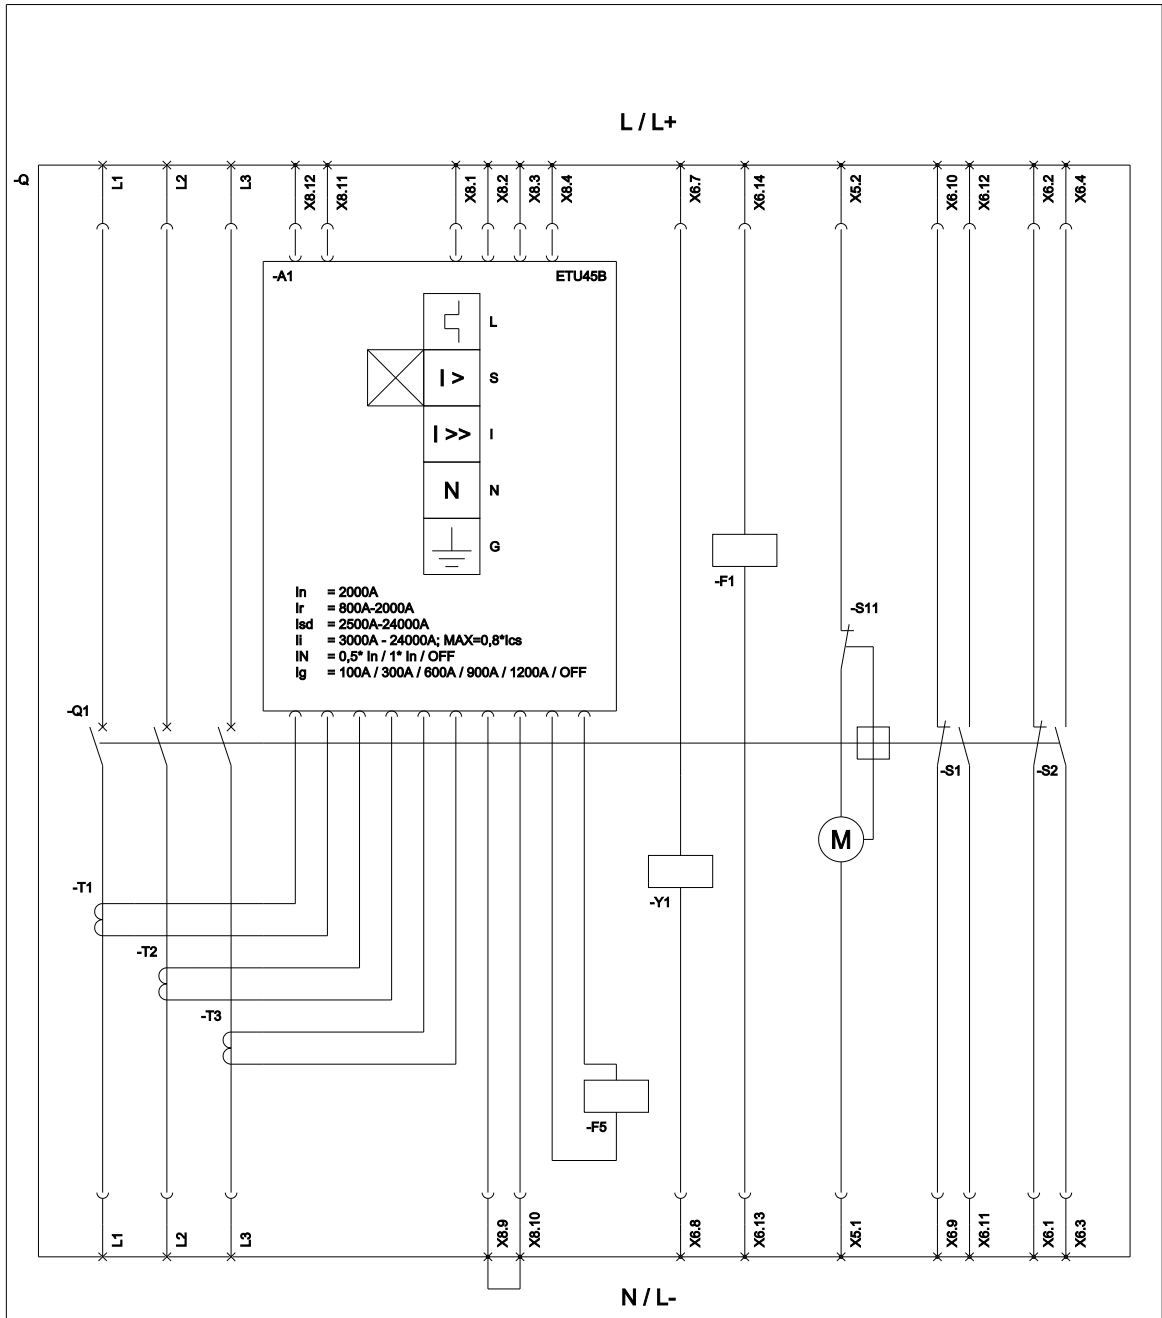 L / L+
-Q
L1
L2
L3
X8.12
X8.11
X8.1
X8.2
X8.3
X8.4
X6.7
X6.14
X5.2
X6.10
X6.12
X6.2
X6.4
-A1 ETU45B
L
I > S
I >> I
N N
G
In = 2000A
Ir = 800A-2000A
Isd = 2500A-24000A
Ii = 3000A - 24000A; MAX=0,8*Ics
IN = 0,5* In / 1* In / OFF
Ig = 100A / 300A / 600A / 900A / 1200A / OFF
-F1
-S11
-Q1
-S1
-S2
M
-T1
-Y1
-T2
-T3
-F5
L1
L2
L3
X8.9
X8.10
X6.8
X6.13
X5.1
X6.9
X6.11
X6.1
X6.3
N / L-